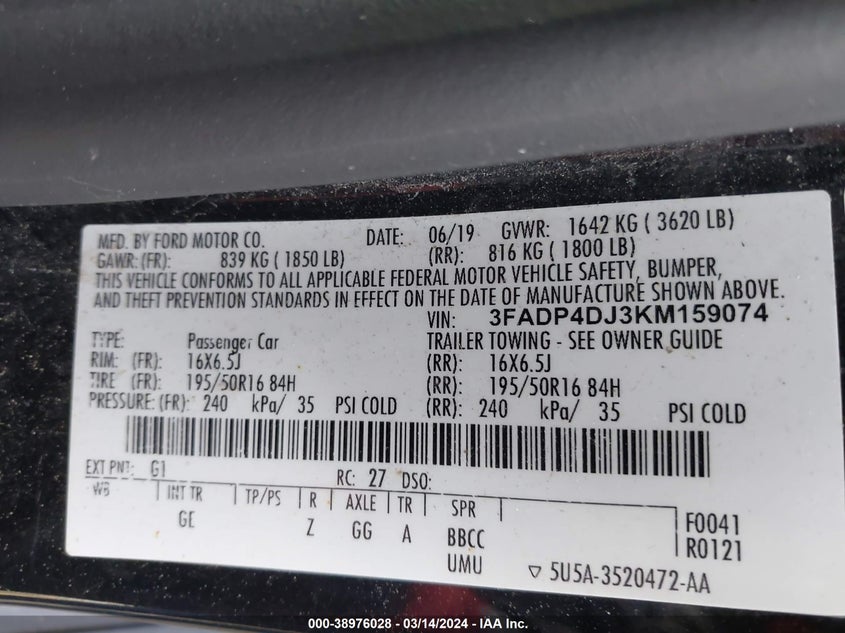 MFD. BY FORD MOTOR CO. DATE: 06/19 GVWR: 1642 KG ( 3620 LB)
GAWR: (FR): 839 KG ( 1850 LB) (RR): 816 KG ( 1800 LB)
THIS VEHICLE CONFORMS TO ALL APPLICABLE FEDERAL MOTOR VEHICLE SAFETY, BUMPER,
AND THEFT PREVENTION STANDARDS IN EFFECT ON THE DATE OF MANUFACTURE SHOWN ABOVE.
VIN: 3FADP4DJ3KM159074
TYPE: Passenger Car TRAILER TOWING - SEE OWNER GUIDE
RIM: (FR): 16X6.5J (RR): 16X6.5J
TIRE (FR): 195/50R16 84H (RR): 195/50R16 84H
PRESSURE: (FR): 240 kPa/ 35 PSI COLD (RR): 240 kPa/ 35 PSI COLD
EXT PNT: G1 RC: 27 DSO:
WB INT TR TP/PS R AXLE TR SPR F0041
GE Z GG A BBCC R0121
UMU 5U5A-3520472-AA
000-38976028 - 03/14/2024 - IAA Inc.